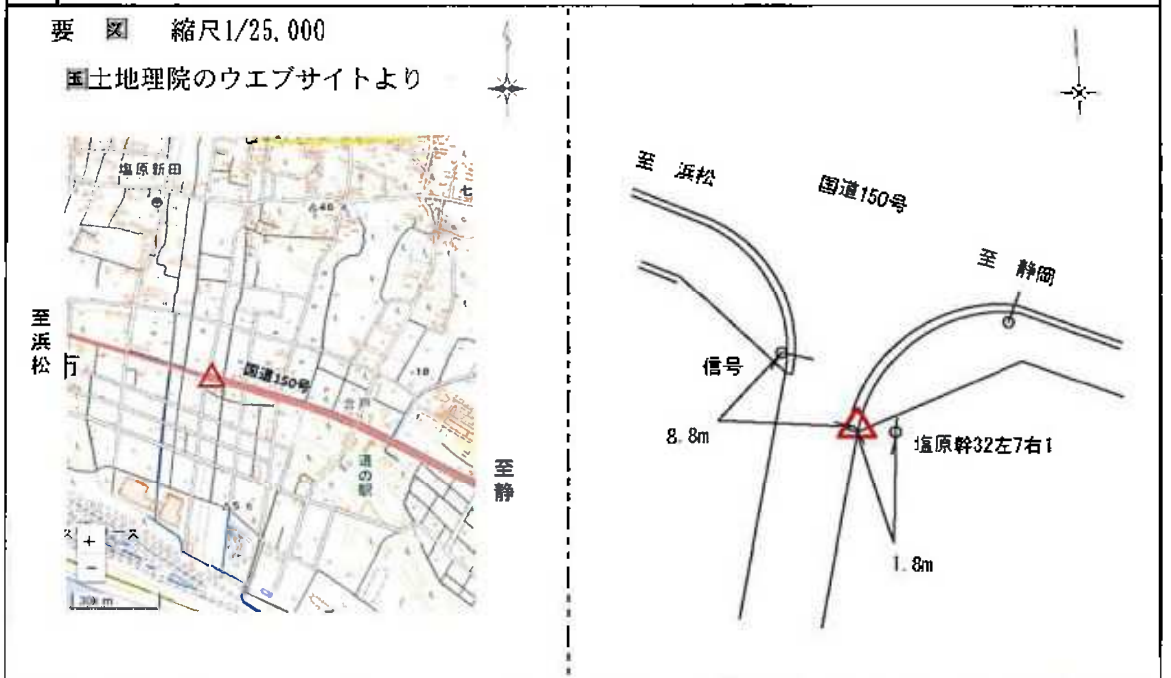 要 図 縮尺1/25,000
国土地理院のウエブサイトより
塩原新田
至浜松
市
国道150号
道の駅
至静
+
−
300 m
至 浜松
国道150号
至 静岡
信号
8.8m
塩原幹32左7右1
1.8m